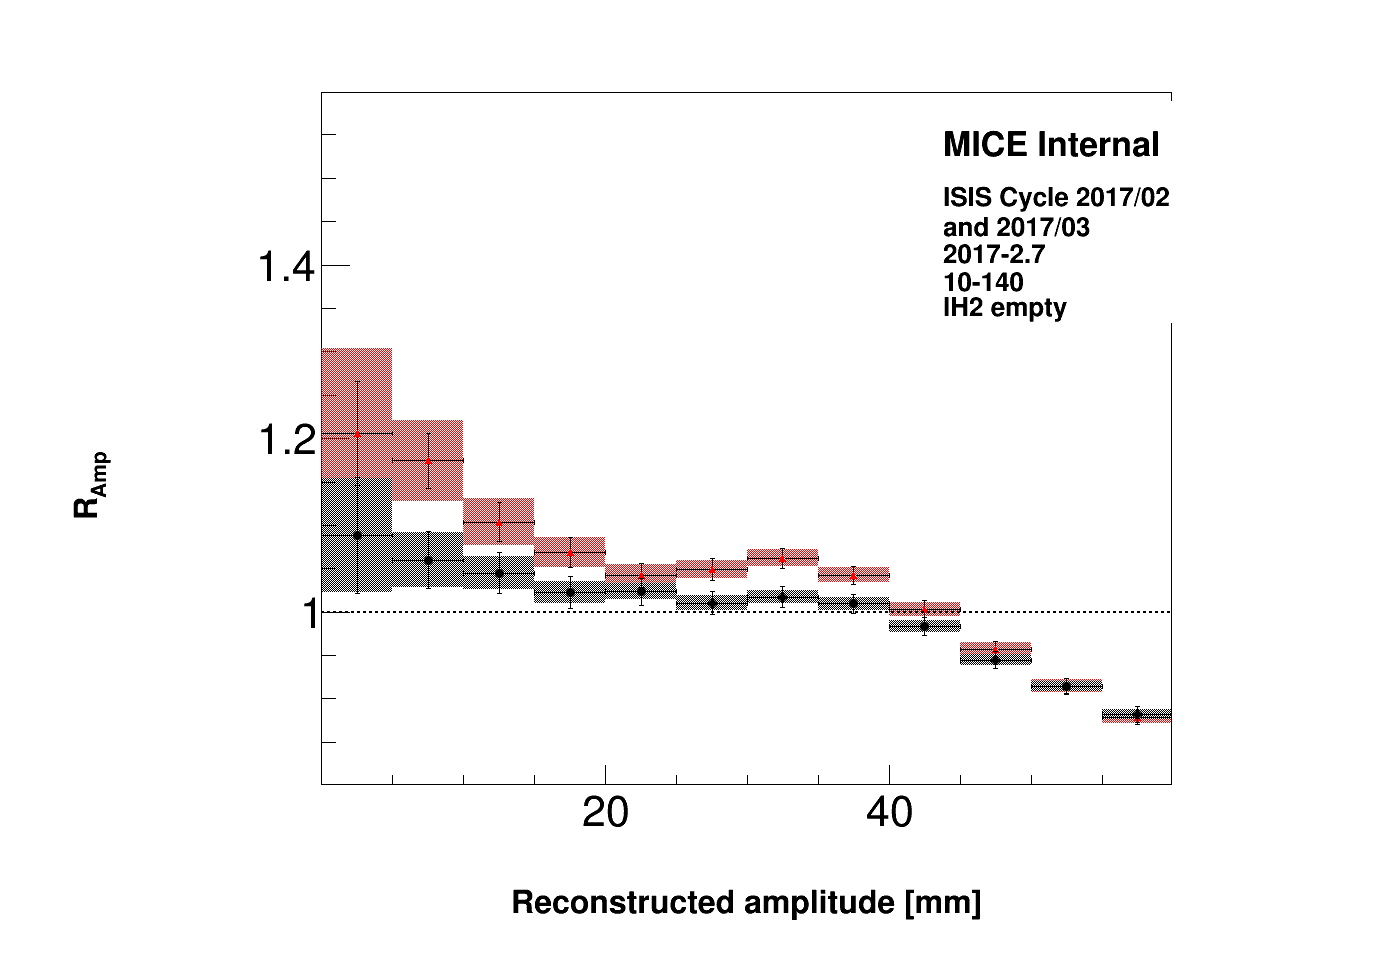 MICE Internal
ISIS Cycle 2017/02
and 2017/03
2017-2.7
10-140
IH2 empty
1.4
1.2
1
R_Amp
20 40
Reconstructed amplitude [mm]